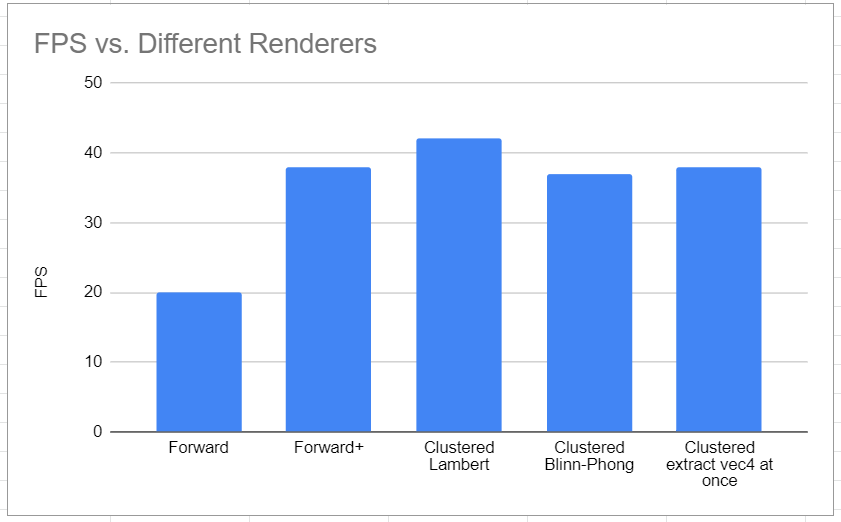 FPS vs. Different Renderers
50
40
30
20
10
0
FPS
Forward
Forward+
Clustered
Lambert
Clustered
Blinn-Phong
Clustered
extract vec4 at
once